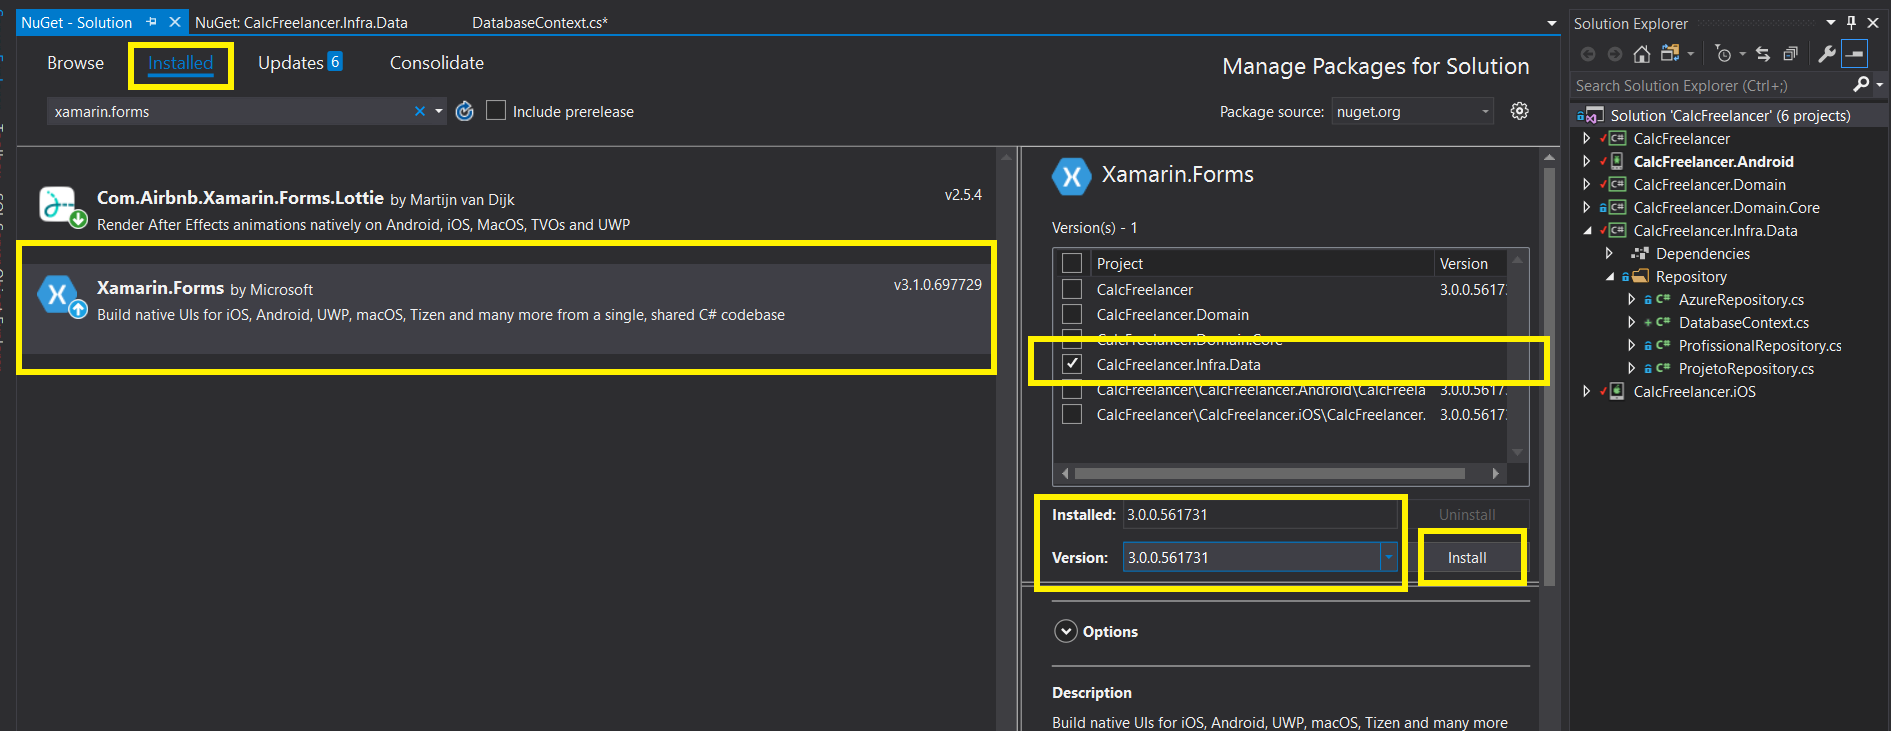 NuGet - Solution
NuGet: CalcFreelancer.Infra.Data
DatabaseContext.cs*
Browse
Installed
Updates 6
Consolidate
Manage Packages for Solution
xamarin.forms
Include prerelease
Package source: nuget.org
Com.Airbnb.Xamarin.Forms.Lottie by Martijn van Dijk
v2.5.4
Render After Effects animations natively on Android, iOS, MacOS, TVOs and UWP
Xamarin.Forms by Microsoft
v3.1.0.697729
Build native UIs for iOS, Android, UWP, macOS, Tizen and many more from a single, shared C# codebase
Xamarin.Forms
Version(s) - 1
Project
Version
CalcFreelancer
3.0.0.5617
CalcFreelancer.Domain
CalcFreelancer.Domain.Core
CalcFreelancer.Infra.Data
CalcFreelancer\CalcFreelancer.Android\CalcFreela
3.0.0.5617
CalcFreelancer\CalcFreelancer.iOS\CalcFreelancer.
3.0.0.5617
Installed: 3.0.0.561731
Uninstall
Version: 3.0.0.561731
Install
Options
Description
Build native UIs for iOS, Android, UWP, macOS, Tizen and many more
Solution Explorer
Search Solution Explorer (Ctrl+;)
Solution 'CalcFreelancer' (6 projects)
C# CalcFreelancer
CalcFreelancer.Android
C# CalcFreelancer.Domain
C# CalcFreelancer.Domain.Core
C# CalcFreelancer.Infra.Data
Dependencies
Repository
C# AzureRepository.cs
C# DatabaseContext.cs
C# ProfissionalRepository.cs
C# ProjetoRepository.cs
CalcFreelancer.iOS